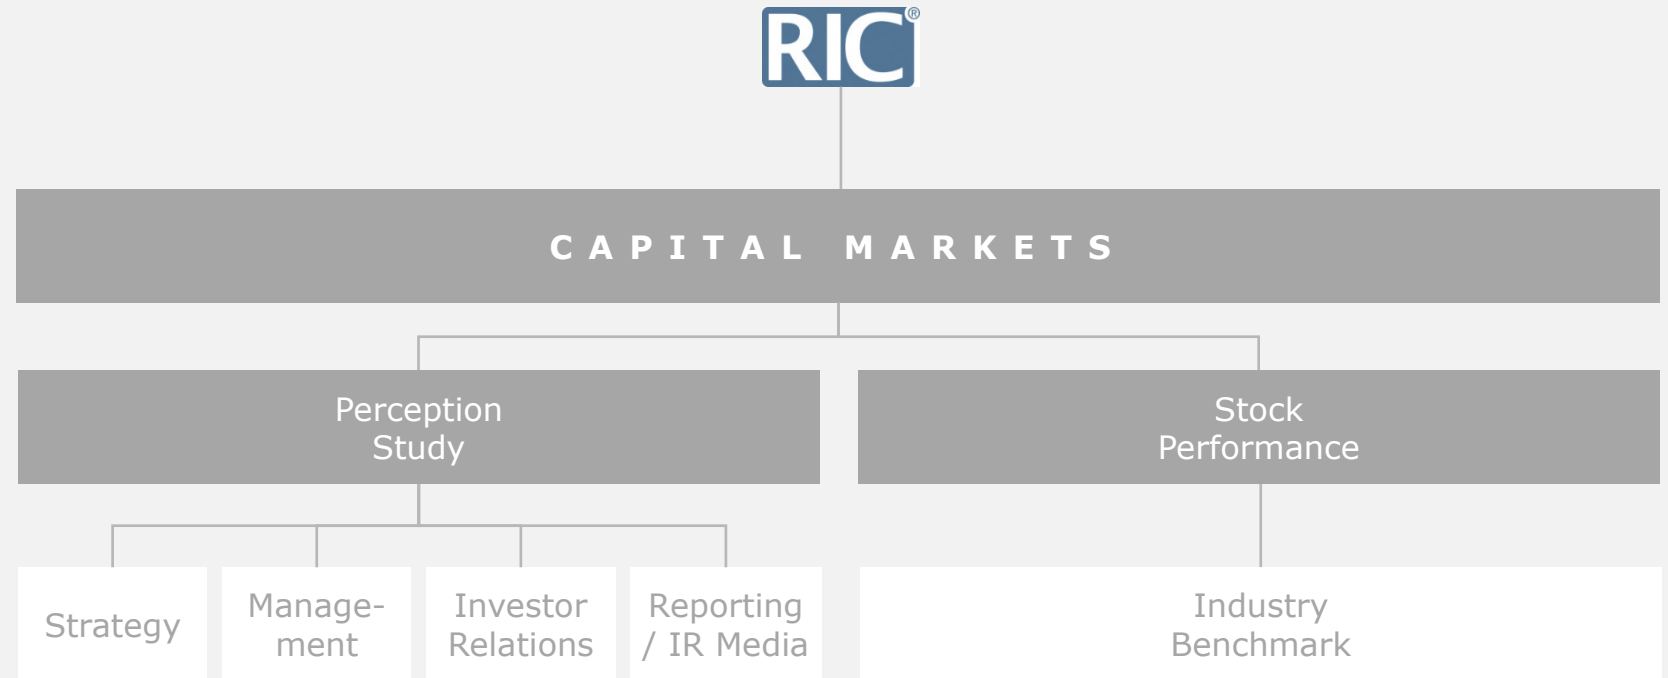 RIC®
CAPITAL MARKETS
Perception
Study
Stock
Performance
Strategy
Manage-
ment
Investor
Relations
Reporting
/ IR Media
Industry
Benchmark